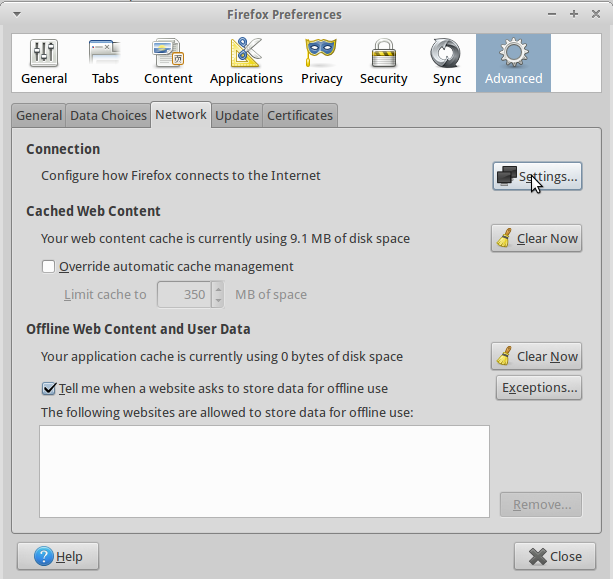 Firefox Preferences
General Tabs Content Applications Privacy Security Sync Advanced
General Data Choices Network Update Certificates
Connection
Configure how Firefox connects to the Internet Settings...
Cached Web Content
Your web content cache is currently using 9.1 MB of disk space Clear Now
Override automatic cache management
Limit cache to 350 MB of space
Offline Web Content and User Data
Your application cache is currently using 0 bytes of disk space Clear Now
Tell me when a website asks to store data for offline use Exceptions...
The following websites are allowed to store data for offline use:
Remove...
Help Close